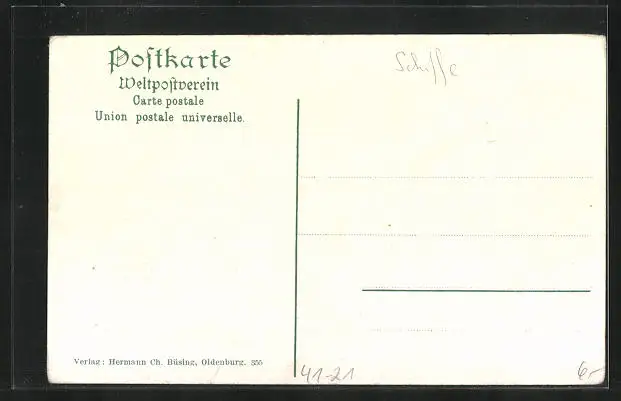 Postkarte
Weltpostverein
Carte postale
Union postale universelle.
Schiffe
Verlag: Hermann Ch. Büsing, Oldenburg. 355
41-21
6,-